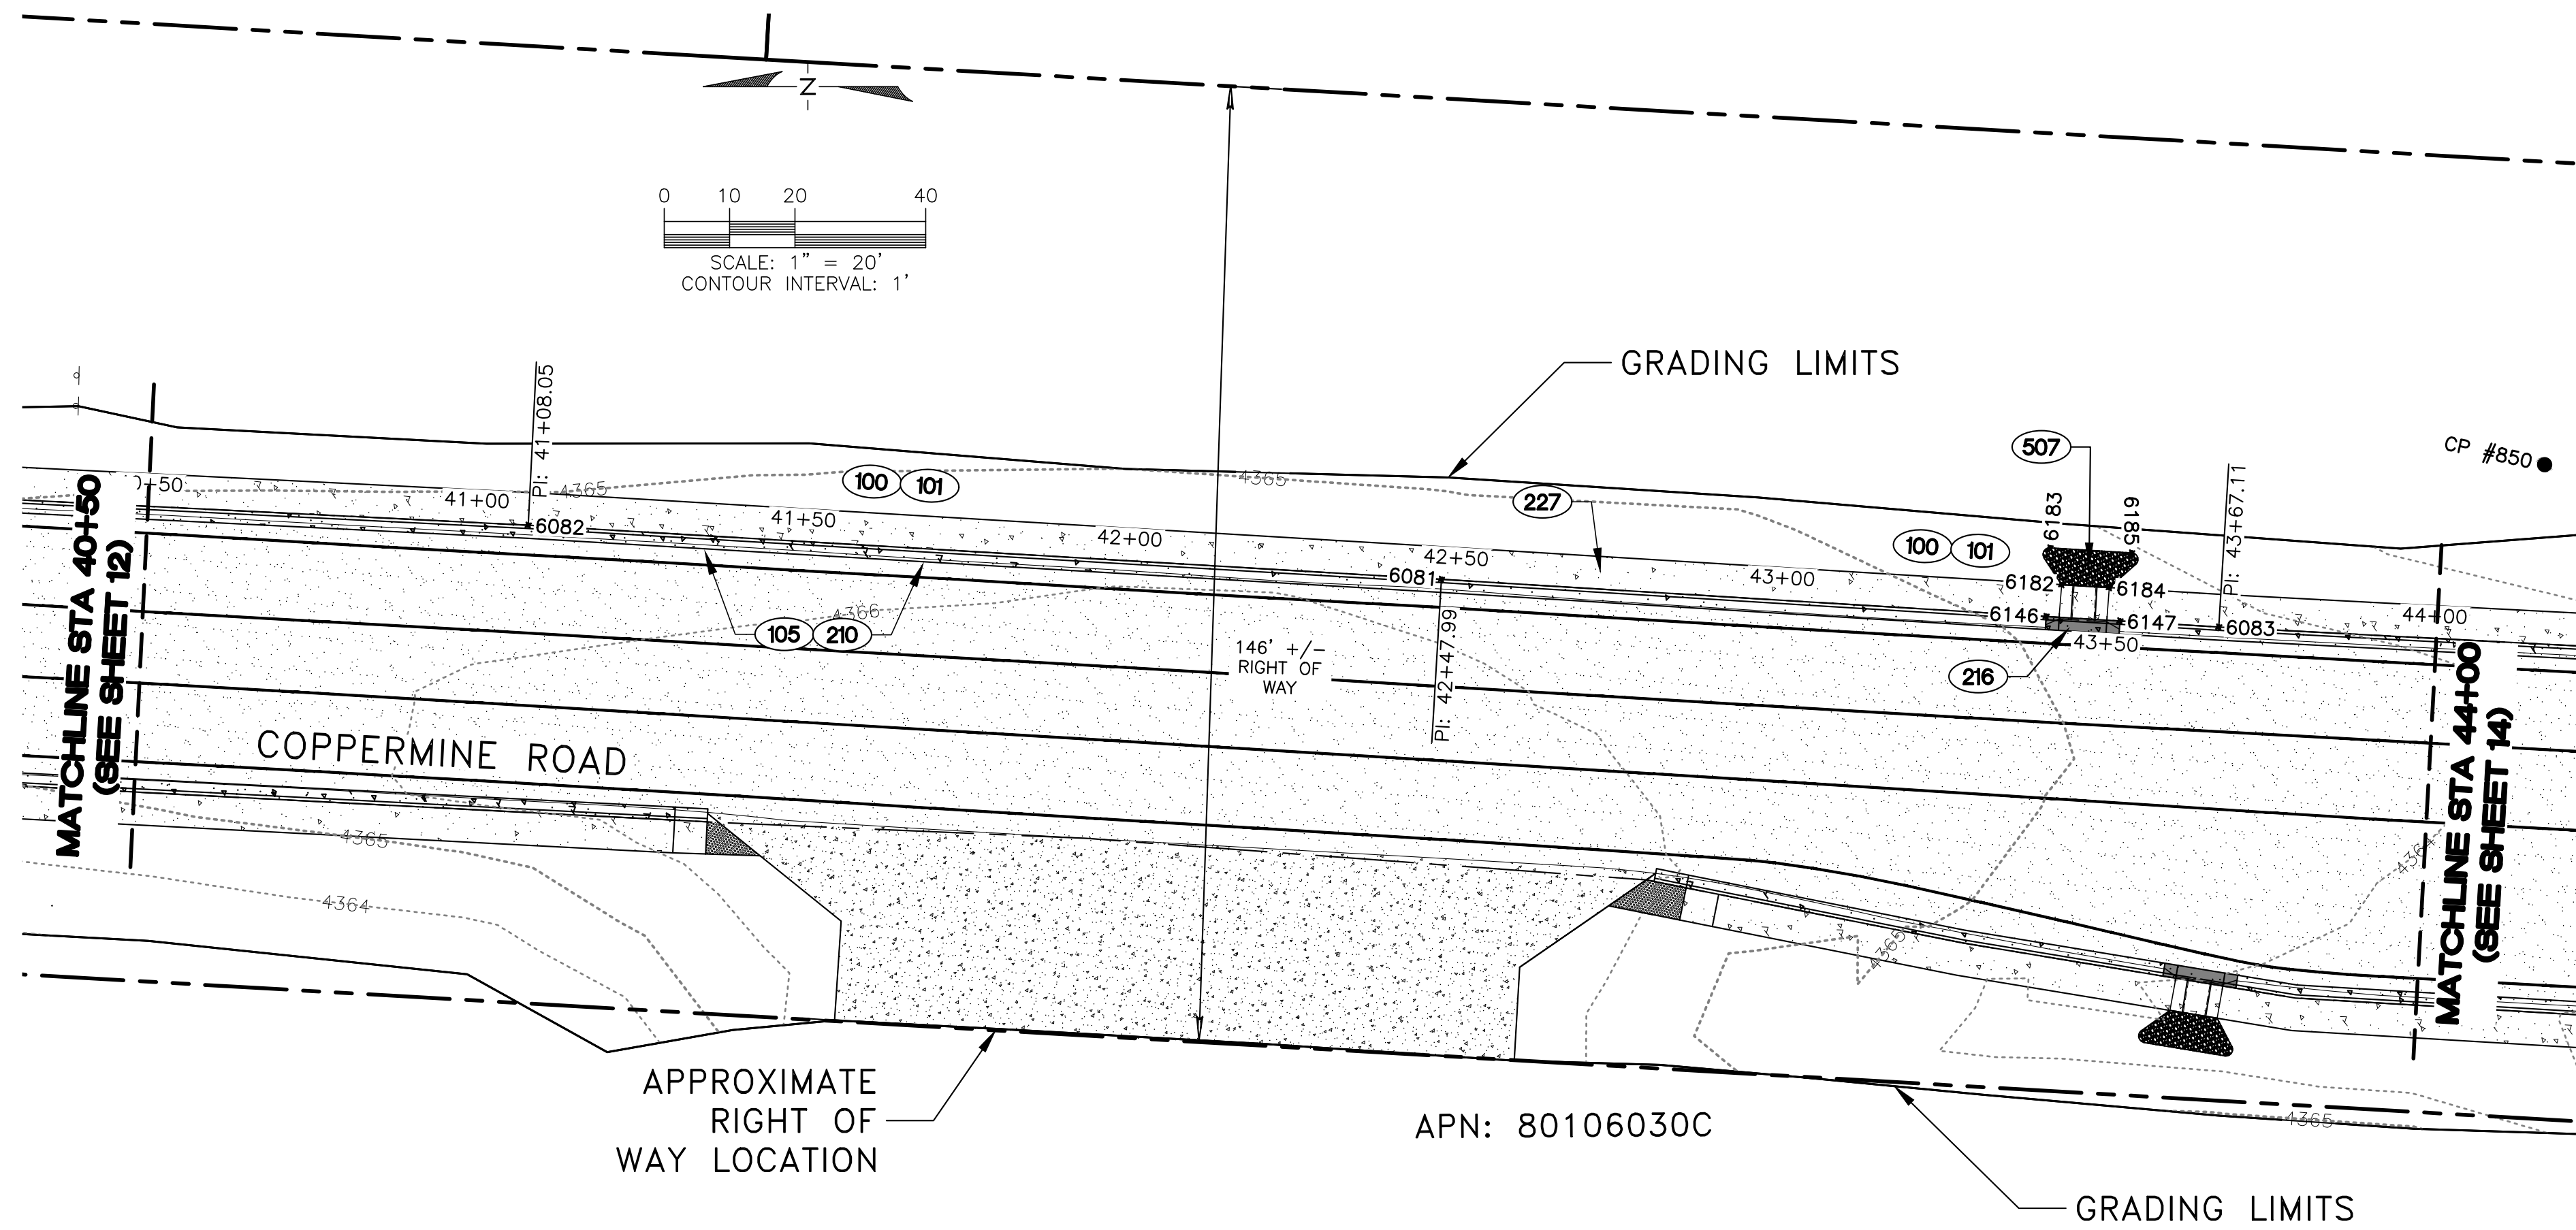 Z
0 10 20 40
SCALE: 1" = 20'
CONTOUR INTERVAL: 1'
GRADING LIMITS
PI: 41+08.05
507
CP #850
PI: 43+67.11
MATCHLINE STA 40+50
(SEE SHEET 12)
0+50
41+00
4365
100 101
4365
227
6183
6185
6082
41+50
42+00
42+50
100 101
6081
43+00
6182
6184
6146
6147
6083
44+00
43+50
105 210
4366
146' +/-
RIGHT OF
WAY
PI: 42+47.99
216
MATCHLINE STA 44+00
(SEE SHEET 14)
COPPERMINE ROAD
4365
4364
4365
4364
APPROXIMATE
RIGHT OF
WAY LOCATION
APN: 80106030C
4365
GRADING LIMITS